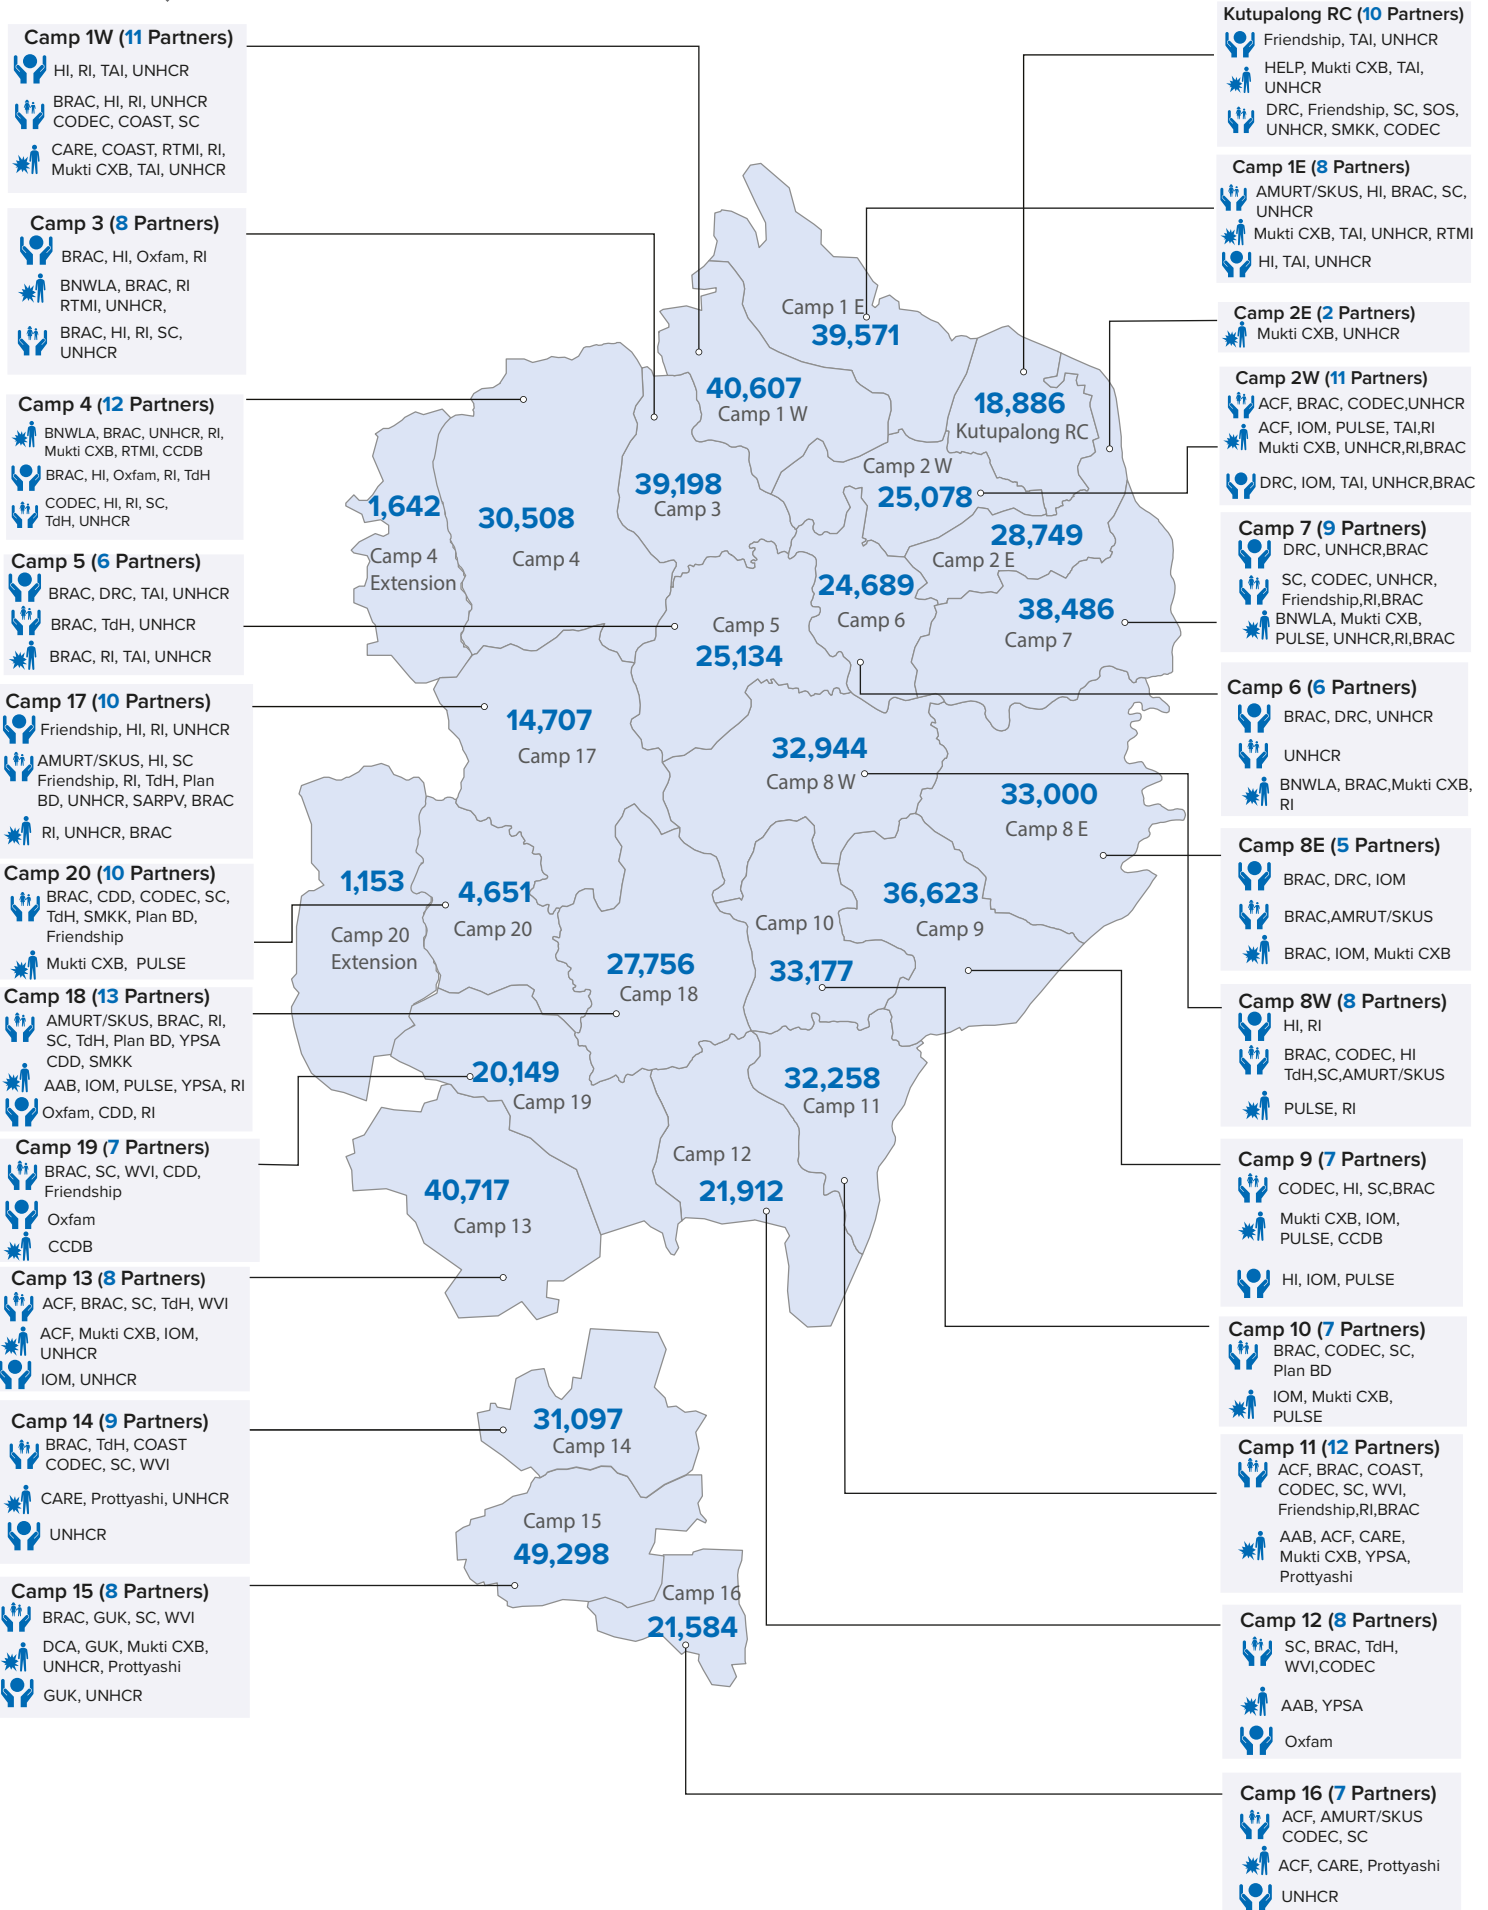 Camp 1W (11 Partners)
HI, RI, TAI, UNHCR
BRAC, HI, RI, UNHCR
CODEC, COAST, SC
CARE, COAST, RTMI, RI,
Mukti CXB, TAI, UNHCR
Camp 3 (8 Partners)
BRAC, HI, Oxfam, RI
BNWLA, BRAC, RI
RTMI, UNHCR,
BRAC, HI, RI, SC,
UNHCR
Camp 4 (12 Partners)
BNWLA, BRAC, UNHCR, RI,
Mukti CXB, RTMI, CCDB
BRAC, HI, Oxfam, RI, TdH
CODEC, HI, RI, SC,
TdH, UNHCR
Camp 5 (6 Partners)
BRAC, DRC, TAI, UNHCR
BRAC, TdH, UNHCR
BRAC, RI, TAI, UNHCR
Camp 17 (10 Partners)
Friendship, HI, RI, UNHCR
AMURT/SKUS, HI, SC
Friendship, RI, TdH, Plan
BD, UNHCR, SARPV, BRAC
RI, UNHCR, BRAC
Camp 20 (10 Partners)
BRAC, CDD, CODEC, SC,
TdH, SMKK, Plan BD,
Friendship
Mukti CXB, PULSE
Camp 18 (13 Partners)
AMURT/SKUS, BRAC, RI,
SC, TdH, Plan BD, YPSA
CDD, SMKK
AAB, IOM, PULSE, YPSA, RI
Oxfam, CDD, RI
Camp 19 (7 Partners)
BRAC, SC, WVI, CDD,
Friendship
Oxfam
CCDB
Camp 13 (8 Partners)
ACF, BRAC, SC, TdH, WVI
ACF, Mukti CXB, IOM,
UNHCR
IOM, UNHCR
Camp 14 (9 Partners)
BRAC, TdH, COAST
CODEC, SC, WVI
CARE, Prottyashi, UNHCR
UNHCR
Camp 15 (8 Partners)
BRAC, GUK, SC, WVI
DCA, GUK, Mukti CXB,
UNHCR, Prottyashi
GUK, UNHCR
Camp 1 E
39,571
40,607
Camp 1 W
18,886
Kutupalong RC
Camp 2 W
25,078
39,198
Camp 3
1,642
Camp 4
Extension
30,508
Camp 4
28,749
Camp 2 E
24,689
Camp 6
38,486
Camp 7
Camp 5
25,134
14,707
Camp 17
32,944
Camp 8 W
33,000
Camp 8 E
1,153
Camp 20
Extension
4,651
Camp 20
36,623
Camp 9
Camp 10
33,177
27,756
Camp 18
20,149
Camp 19
32,258
Camp 11
Camp 12
21,912
40,717
Camp 13
31,097
Camp 14
Camp 15
49,298
Camp 16
21,584
Kutupalong RC (10 Partners)
Friendship, TAI, UNHCR
HELP, Mukti CXB, TAI,
UNHCR
DRC, Friendship, SC, SOS,
UNHCR, SMKK, CODEC
Camp 1E (8 Partners)
AMURT/SKUS, HI, BRAC, SC,
UNHCR
Mukti CXB, TAI, UNHCR, RTMI
HI, TAI, UNHCR
Camp 2E (2 Partners)
Mukti CXB, UNHCR
Camp 2W (11 Partners)
ACF, BRAC, CODEC,UNHCR
ACF, IOM, PULSE, TAI,RI
Mukti CXB, UNHCR,RI,BRAC
DRC, IOM, TAI, UNHCR,BRAC
Camp 7 (9 Partners)
DRC, UNHCR,BRAC
SC, CODEC, UNHCR,
Friendship,RI,BRAC
BNWLA, Mukti CXB,
PULSE, UNHCR,RI,BRAC
Camp 6 (6 Partners)
BRAC, DRC, UNHCR
UNHCR
BNWLA, BRAC,Mukti CXB,
RI
Camp 8E (5 Partners)
BRAC, DRC, IOM
BRAC,AMRUT/SKUS
BRAC, IOM, Mukti CXB
Camp 8W (8 Partners)
HI, RI
BRAC, CODEC, HI
TdH,SC,AMURT/SKUS
PULSE, RI
Camp 9 (7 Partners)
CODEC, HI, SC,BRAC
Mukti CXB, IOM,
PULSE, CCDB
HI, IOM, PULSE
Camp 10 (7 Partners)
BRAC, CODEC, SC,
Plan BD
IOM, Mukti CXB,
PULSE
Camp 11 (12 Partners)
ACF, BRAC, COAST,
CODEC, SC, WVI,
Friendship,RI,BRAC
AAB, ACF, CARE,
Mukti CXB, YPSA,
Prottyashi
Camp 12 (8 Partners)
SC, BRAC, TdH,
WVI,CODEC
AAB, YPSA
Oxfam
Camp 16 (7 Partners)
ACF, AMURT/SKUS
CODEC, SC
ACF, CARE, Prottyashi
UNHCR